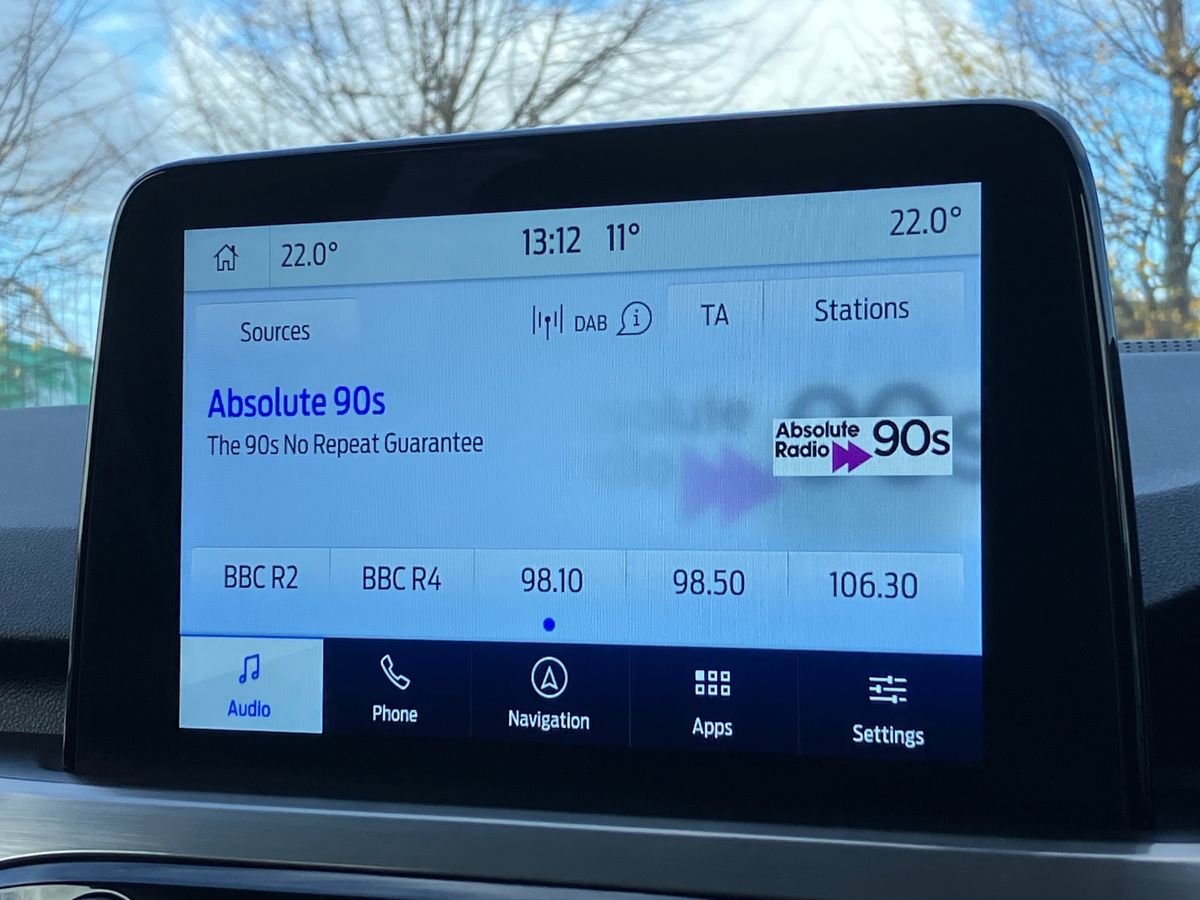 22.0° 13:12 11° 22.0°
Sources DAB i TA Stations
Absolute 90s
The 90s No Repeat Guarantee
Absolute
Radio 90s
BBC R2 BBC R4 98.10 98.50 106.30
Audio Phone Navigation Apps Settings